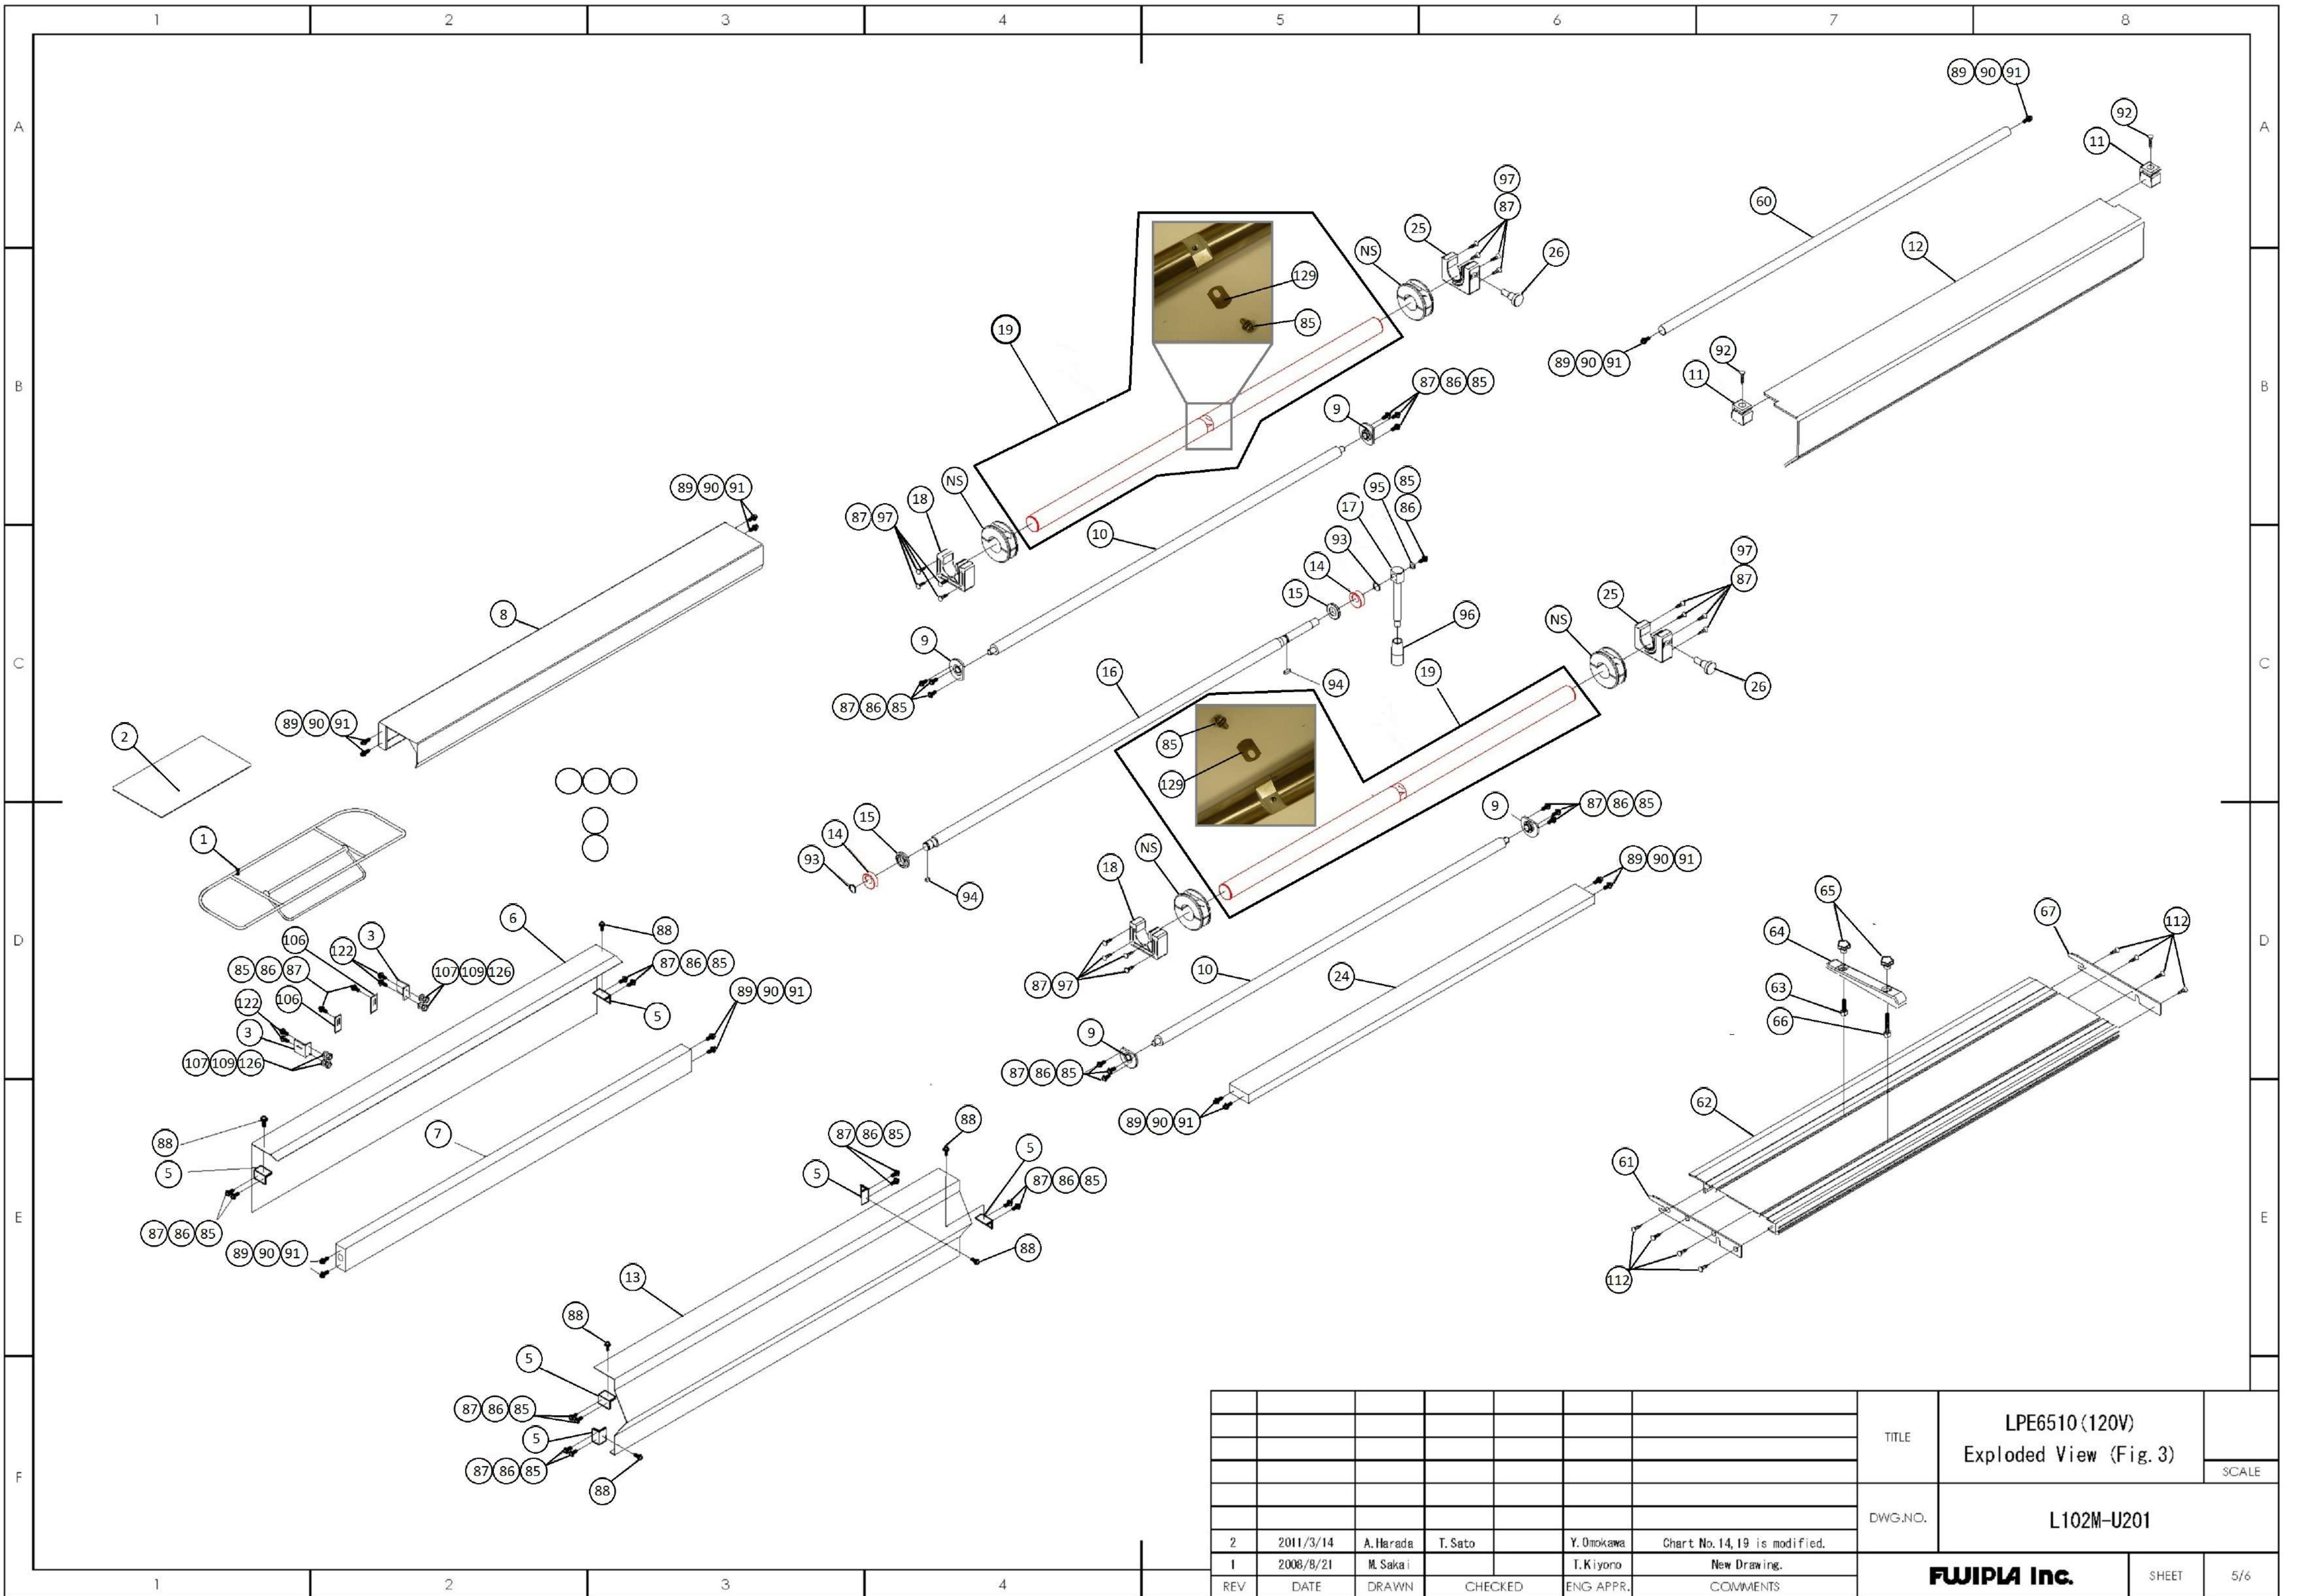 1 2 3 4 5 6 7 8
A A
B B
C C
D D
E E
F
89 90 91
92
11
60
12
97
87
25
NS
26
129
85
19
89 90 91
92
11
87 86 85
9
89 90 91
NS
18
87 97
10
95
85
17
86
93
14
15
96
97
87
25
NS
26
8
9
87 86 85
16
94
19
89 90 91
2
85
129
1
15
14
93
94
NS
18
87 97
9
87 86 85
89 90 91
10
24
9
87 86 85
89 90 91
65
64
63
66
67
112
62
61
112
6
88
106
122
3
107 109 126
85 86 87
106
122
3
107 109 126
87 86 85
5
89 90 91
88
5
87 86 85
89 90 91
7
87 86 85
5
88
5
87 86 85
88
13
88
5
87 86 85
5
87 86 85
88
TITLE
LPE6510(120V)
Exploded View (Fig.3)
SCALE
DWG.NO.
L102M-U201
2 2011/3/14 A.Harada T.Sato Y.Omokawa Chart No.14,19 is modified.
1 2008/8/21 M.Sakai T.Kiyono New Drawing.
REV DATE DRAWN CHECKED ENG APPR. COMMENTS
FUJIPLA Inc.
SHEET 5/6
1 2 3 4